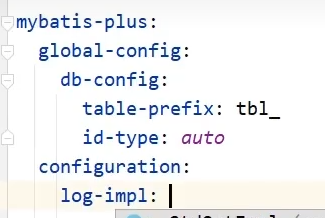 mybatis-plus:
  global-config:
    db-config:
      table-prefix: tbl_
      id-type: auto
  configuration:
    log-impl: